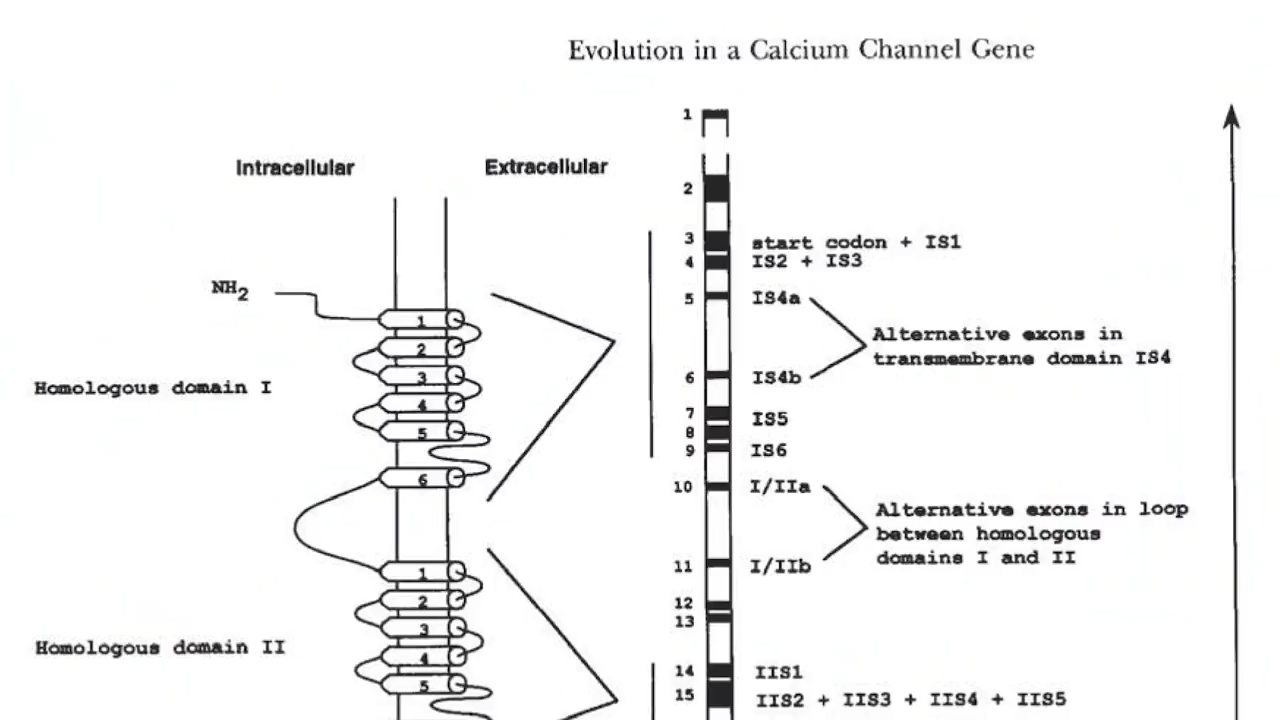 Evolution in a Calcium Channel Gene
Intracellular
Extracellular
NH2
Homologous domain I
1
2
3
4
5
6
Homologous domain II
1
2
3
4
5
1
2
3 start codon + IS1
4 IS2 + IS3
5 IS4a
Alternative exons in
transmembrane domain IS4
6 IS4b
7 IS5
8
9 IS6
10 I/IIa
Alternative exons in loop
between homologous
domains I and II
11 I/IIb
12
13
14 IIS1
15 IIS2 + IIS3 + IIS4 + IIS5